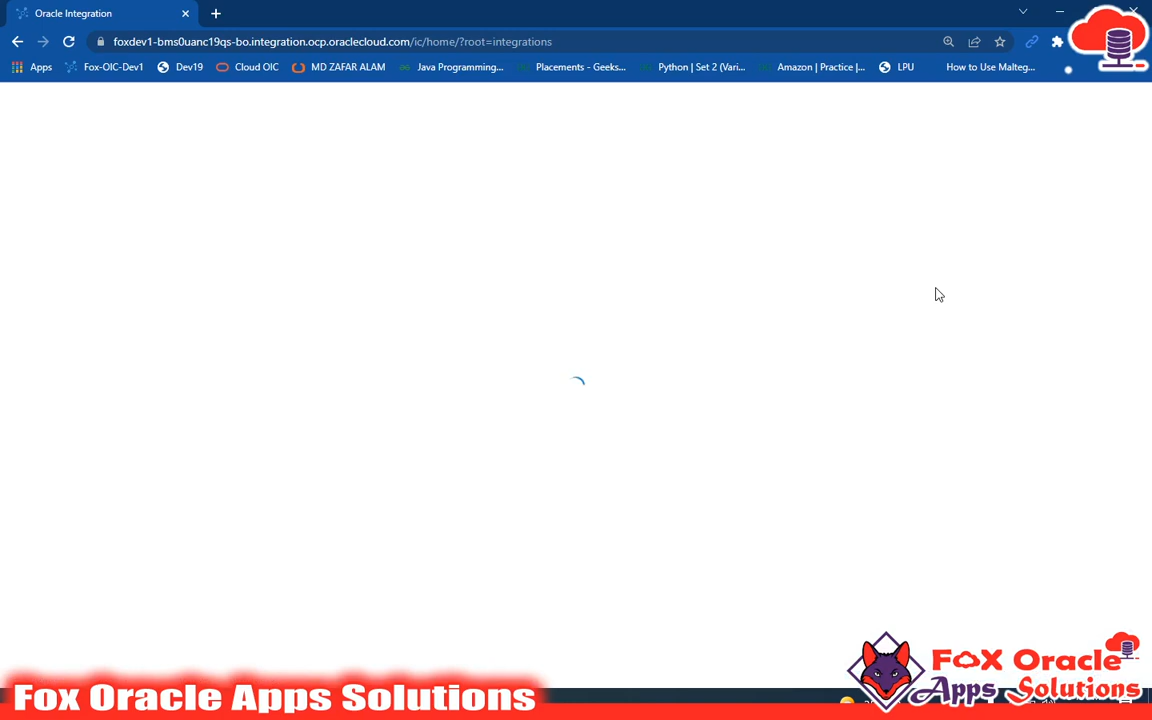 Oracle Integration
foxdev1-bms0uanc19qs-bo.integration.ocp.oraclecloud.com/ic/home/?root=integrations
Apps Fox-OIC-Dev1 Dev19 Cloud OIC MD ZAFAR ALAM Java Programming... Placements - Geeks... Python | Set 2 (Vari... Amazon | Practice |... LPU How to Use Malteg...
FOX Oracle
Apps Solutions
Fox Oracle Apps Solutions